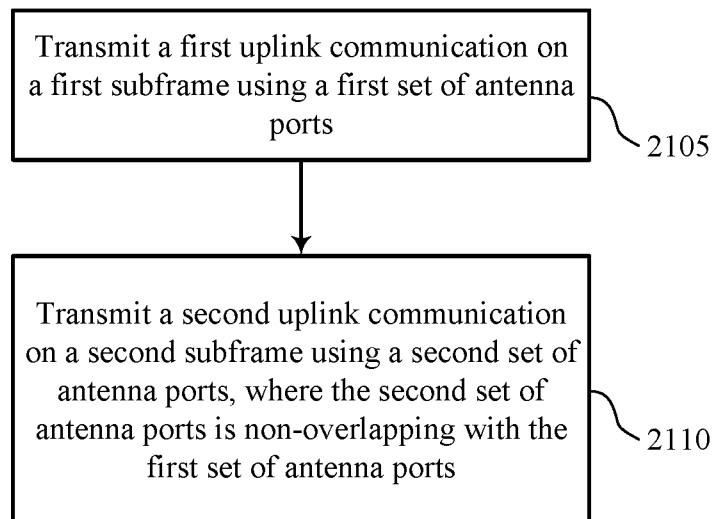 Transmit a first uplink communication on
a first subframe using a first set of antenna
ports
2105
Transmit a second uplink communication
on a second subframe using a second set of
antenna ports, where the second set of
antenna ports is non-overlapping with the
first set of antenna ports
2110